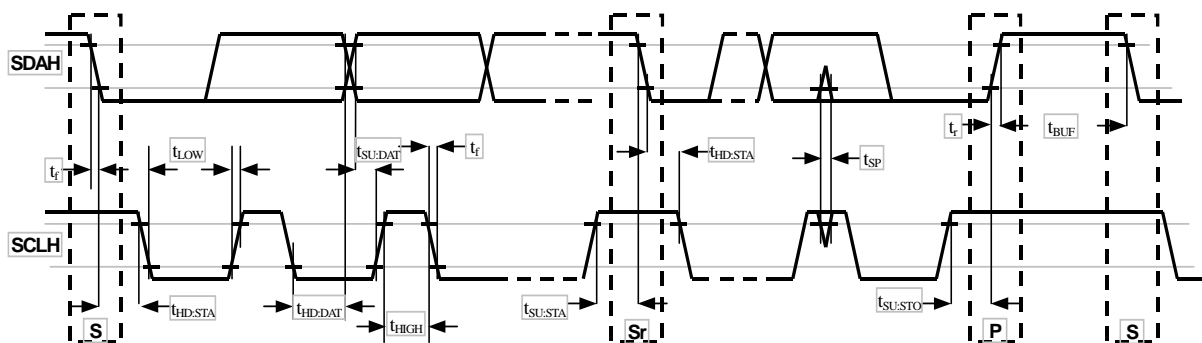 SDAH
t_r t_BUF
t_LOW t_SU:DAT t_f t_HD:STA t_SP
t_f
SCLH
t_HD:STA t_HD:DAT t_HIGH t_SU:STA t_SU:STO
S Sr P S